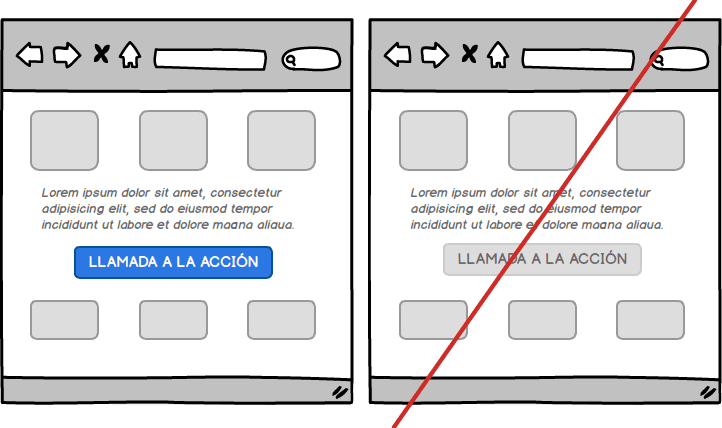 Lorem ipsum dolor sit amet, consectetur
adipisicing elit, sed do eiusmod tempor
incididunt ut labore et dolore magna aliqua.
LLAMADA A LA ACCIÓN
Lorem ipsum dolor sit amet, consectetur
adipisicing elit, sed do eiusmod tempor
incididunt ut labore et dolore magna aliqua.
LLAMADA A LA ACCIÓN